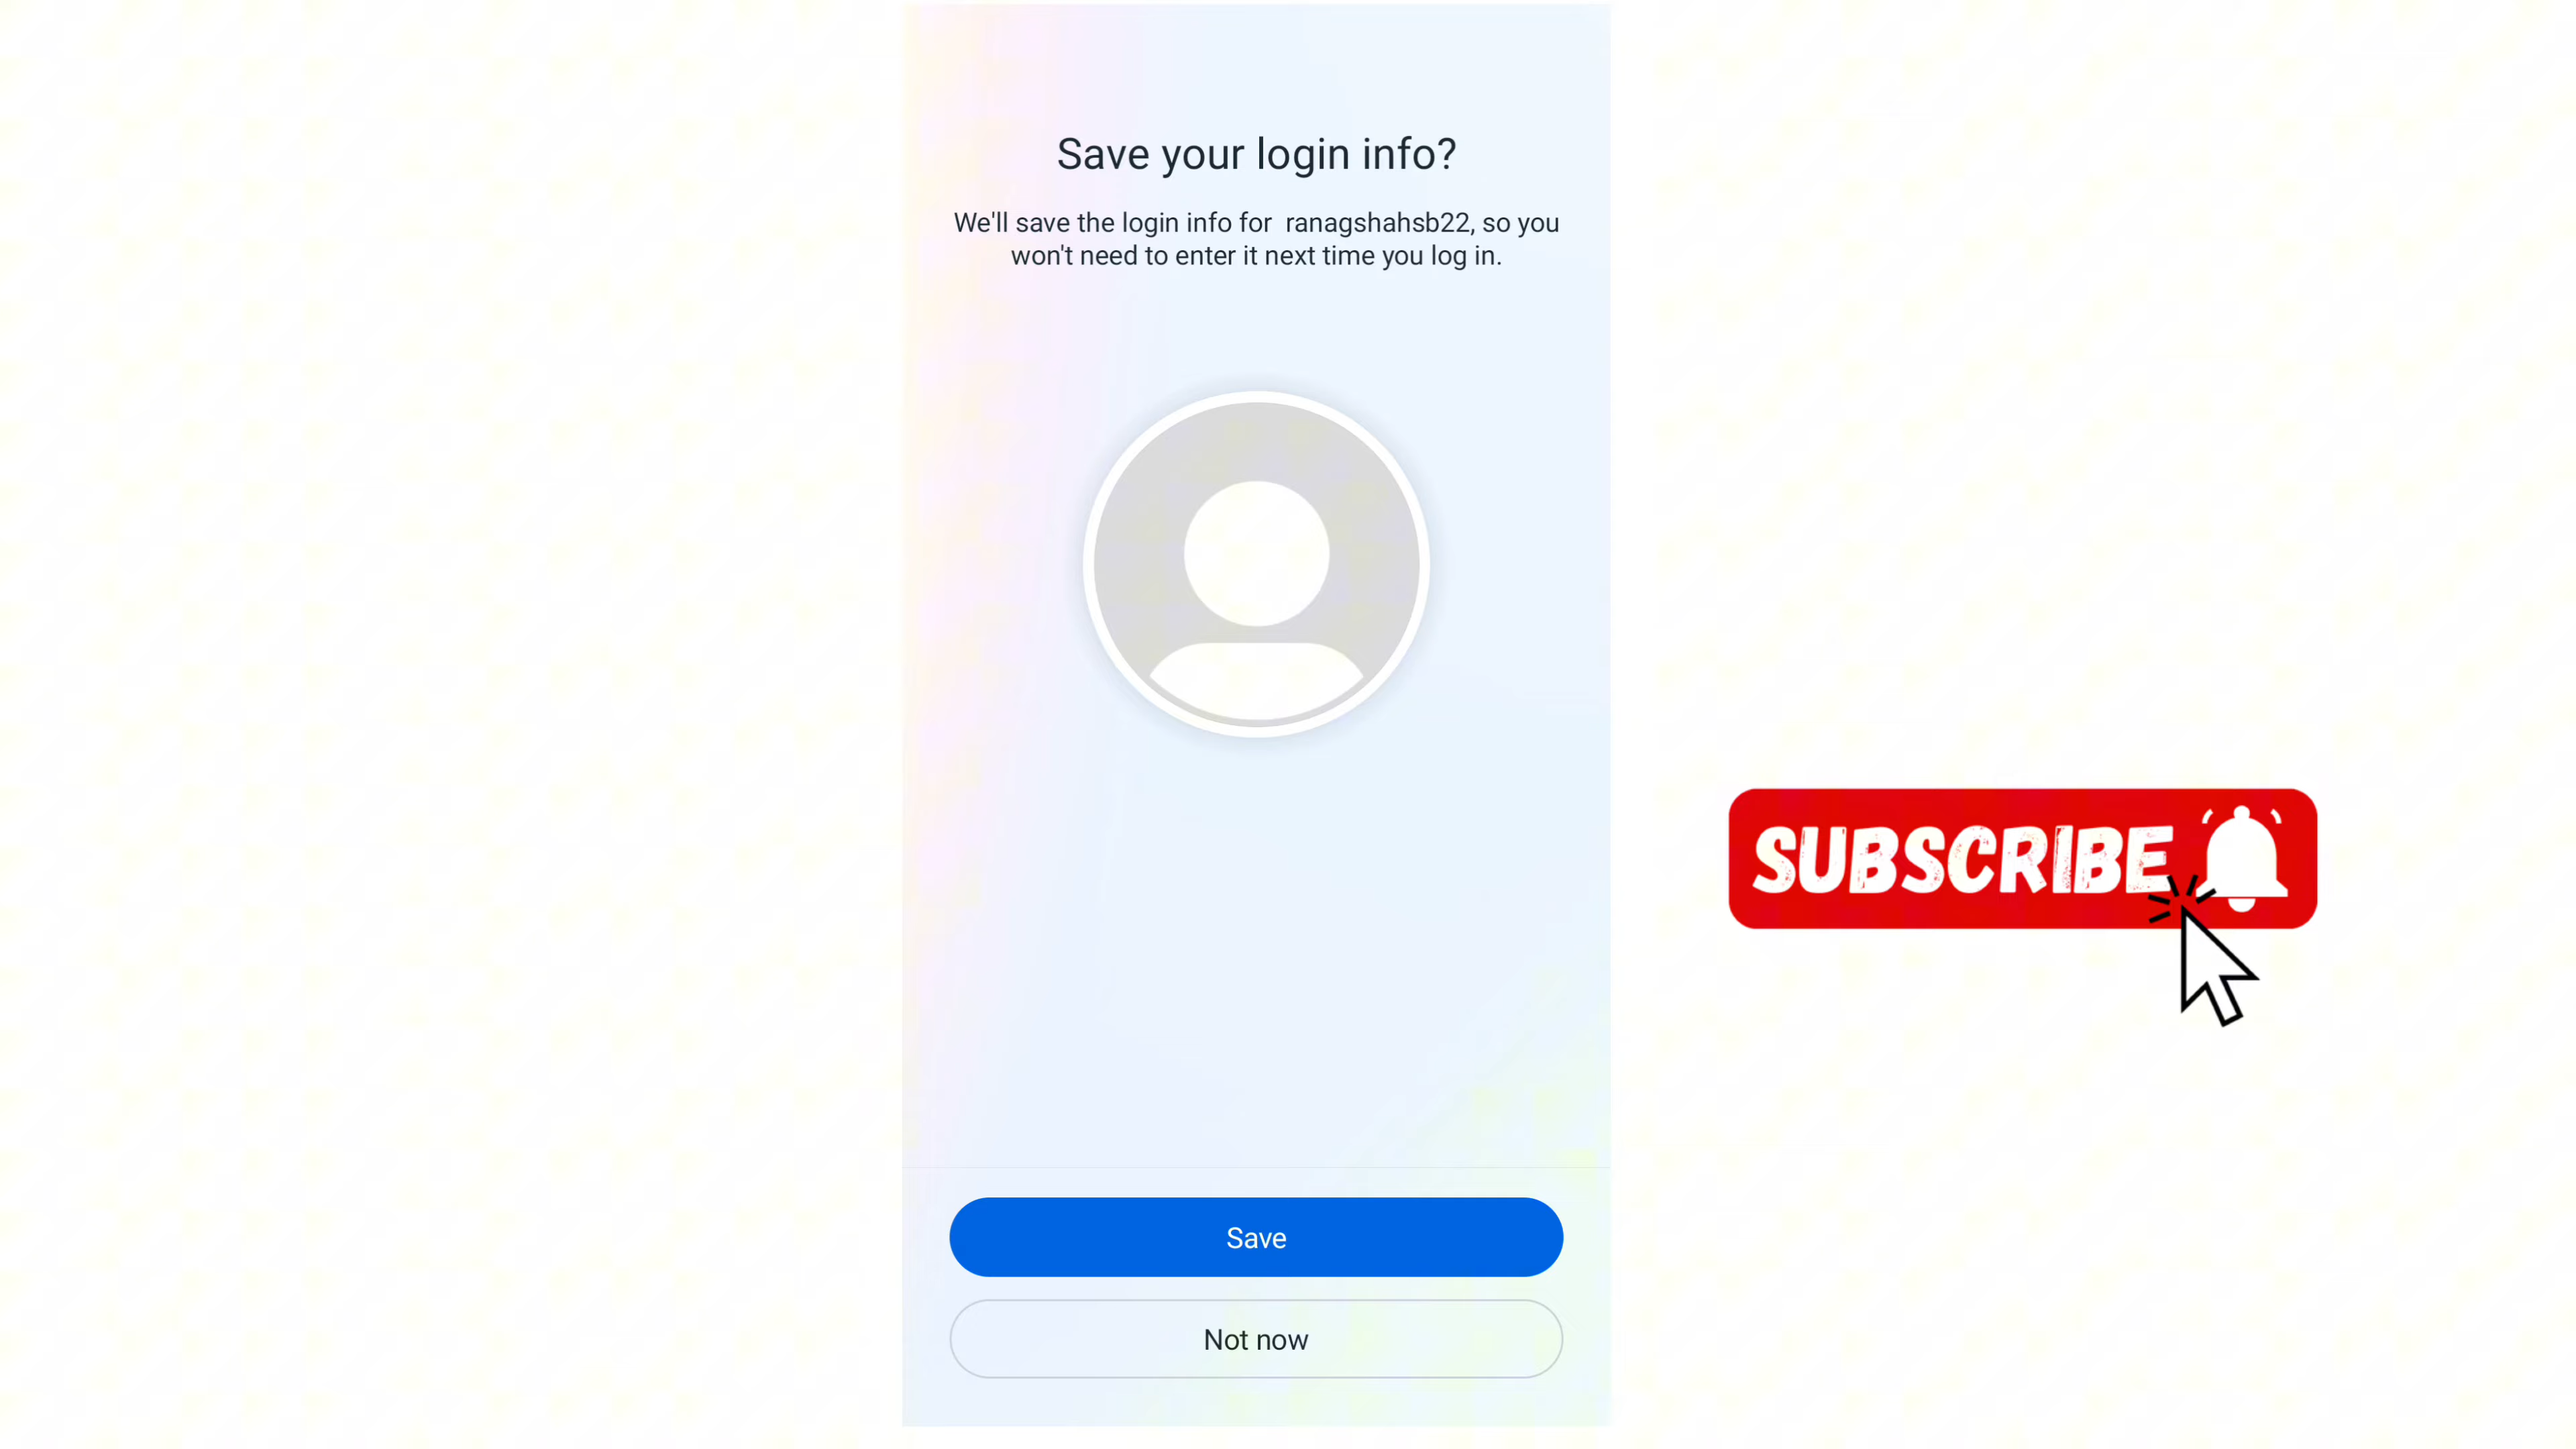 Save your login info?
We'll save the login info for ranagshahsb22, so you
won't need to enter it next time you log in.
SUBSCRIBE
Save
Not now